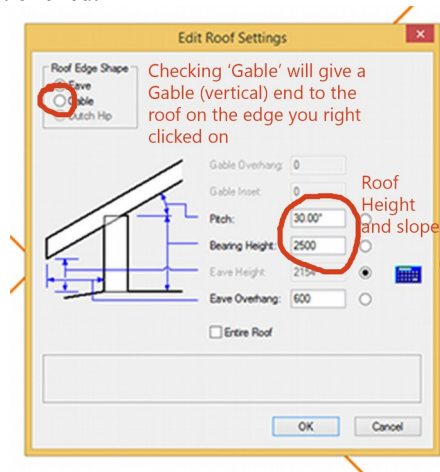 Edit Roof Settings
Roof Edge Shape
Eave
Gable
Dutch Hip
Checking 'Gable' will give a
Gable (vertical) end to the
roof on the edge you right
clicked on
Gable Overhang: 0
Gable Inset: 0
Roof
Height
and slope
Pitch: 30.00°
Bearing Height: 2500
Eave Height: 2154
Eave Overhang: 600
Entire Roof
OK Cancel